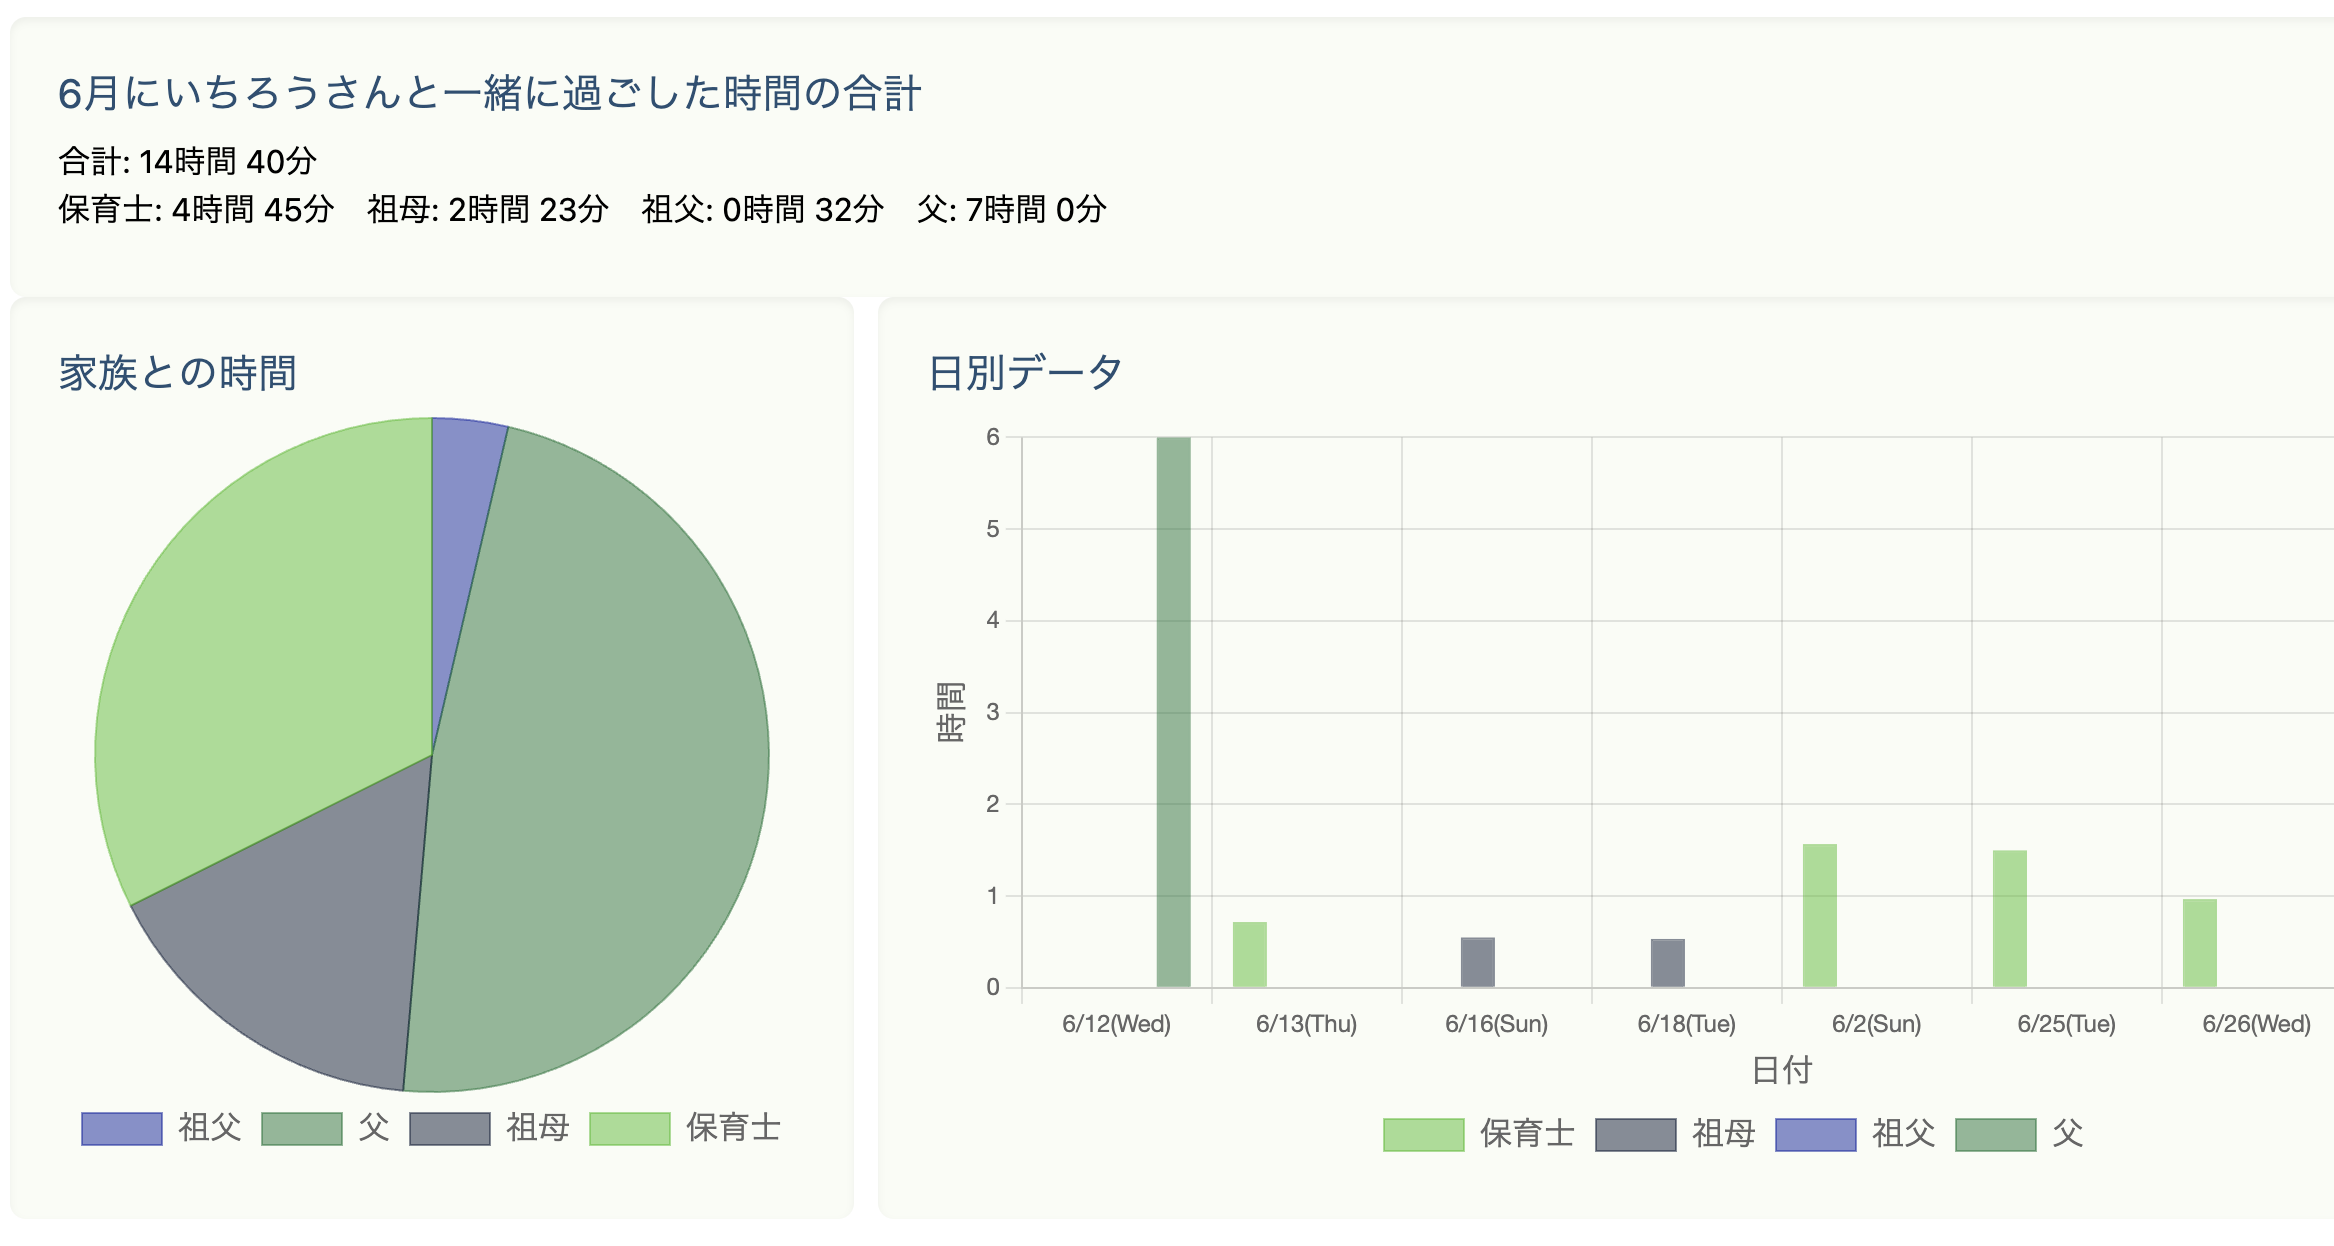 6月にいちろうさんと一緒に過ごした時間の合計
合計: 14時間 40分
保育士: 4時間 45分 祖母: 2時間 23分 祖父: 0時間 32分 父: 7時間 0分
家族との時間
祖父 父 祖母 保育士
日別データ
6
5
4
3
2
1
0
時間
6/12(Wed) 6/13(Thu) 6/16(Sun) 6/18(Tue) 6/2(Sun) 6/25(Tue) 6/26(Wed)
日付
保育士 祖母 祖父 父